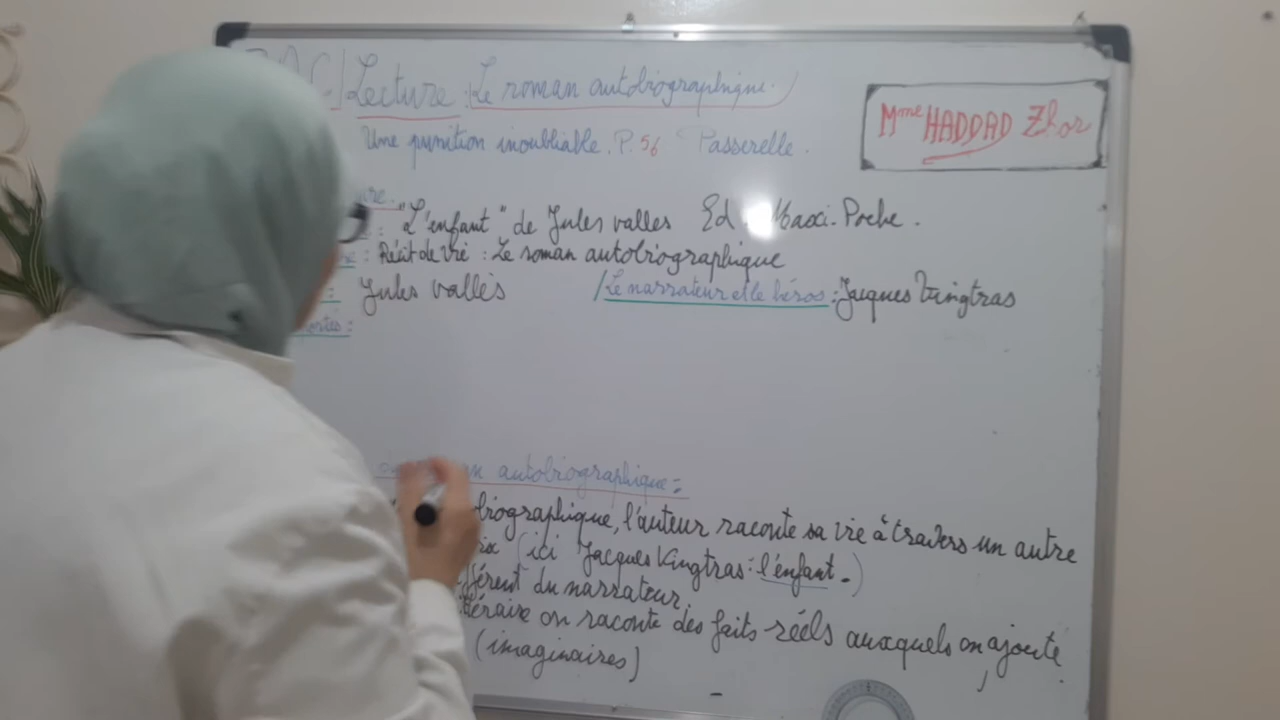 Lecture : Le roman autobiographique.
Mme HADDAD Zhor
Une punition inoubliable. P. 56 Passerelle.
"L'enfant" de Jules valles Ed. Maxi-Poche.
: Récit de vie : Le roman autobiographique
Jules vallès / Le narrateur et le héros : Jacques Vingtras
autobiographique :
biographique, l'auteur raconte sa vie à travers un autre
(ici Jacques Vingtras : l'enfant.)
du narrateur.
on raconte des faits réels auxquels on ajoute
(imaginaires)